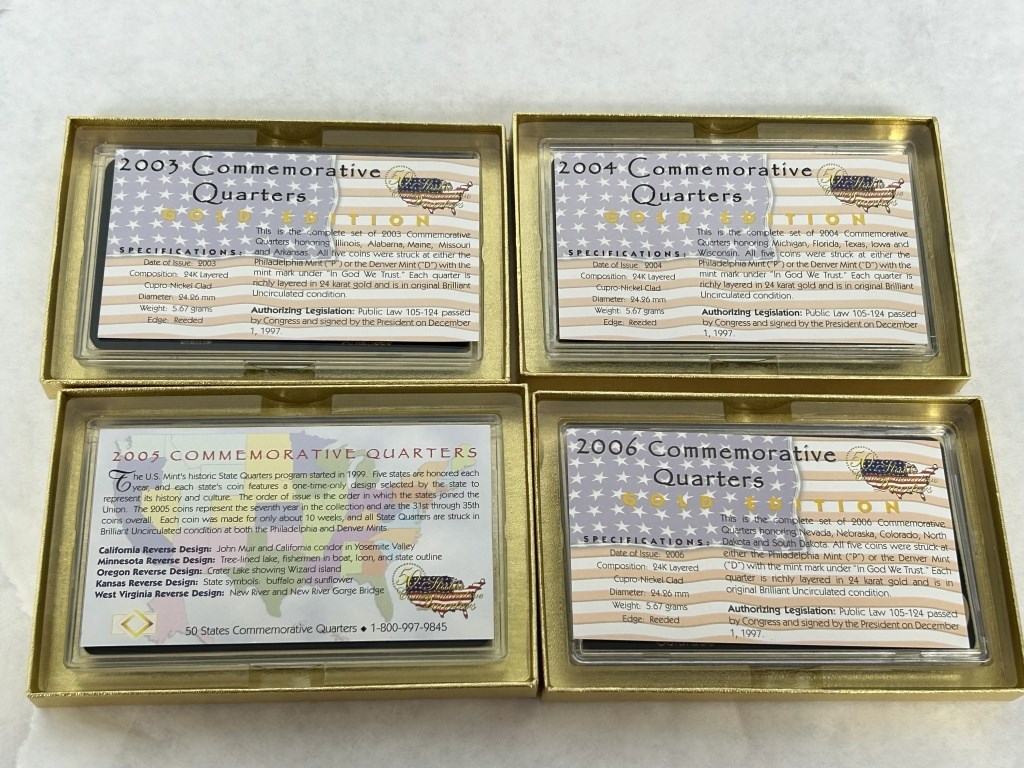 2003 Commemorative
Quarters
GOLD EDITION
SPECIFICATIONS:
Date of Issue: 2003
Composition: 24K Layered
Cupro-Nickel Clad
Diameter: 24.26 mm
Weight: 5.67 grams
Edge: Reeded
This is the complete set of 2003 Commemorative
Quarters honoring Illinois, Alabama, Maine, Missouri
and Arkansas. All five coins were struck at either the
Philadelphia Mint ("P") or the Denver Mint ("D") with the
mint mark under "In God We Trust." Each quarter is
richly layered in 24 karat gold and is in original Brilliant
Uncirculated condition.
Authorizing Legislation: Public Law 105-124 passed
by Congress and signed by the President on December
1, 1997.
2004 Commemorative
Quarters
GOLD EDITION
SPECIFICATIONS:
Date of Issue: 2004
Composition: 24K Layered
Cupro-Nickel Clad
Diameter: 24.26 mm
Weight: 5.67 grams
Edge: Reeded
This is the complete set of 2004 Commemorative
Quarters honoring Michigan, Florida, Texas, Iowa and
Wisconsin. All five coins were struck at either the
Philadelphia Mint ("P") or the Denver Mint ("D") with the
mint mark under "In God We Trust." Each quarter is
richly layered in 24 karat gold and is in original Brilliant
Uncirculated condition.
Authorizing Legislation: Public Law 105-124 passed
by Congress and signed by the President on December
1, 1997.
2005 COMMEMORATIVE QUARTERS
The U.S. Mint's historic State Quarters program started in 1999. Five states are honored each
year, and each state's coin features a one-time-only design selected by the state to
represent its history and culture. The order of issue is the order in which the states joined the
Union. The 2005 coins represent the seventh year in the collection and are the 31st through 35th
coins overall. Each coin was made for only about 10 weeks, and all State Quarters are struck in
Brilliant Uncirculated condition at both the Philadelphia and Denver Mints.
California Reverse Design: John Muir and California condor in Yosemite Valley
Minnesota Reverse Design: Tree-lined lake, fishermen in boat, loon, and state outline
Oregon Reverse Design: Crater Lake showing Wizard island
Kansas Reverse Design: State symbols: buffalo and sunflower
West Virginia Reverse Design: New River and New River Gorge Bridge
50 States Commemorative Quarters ♦ 1-800-997-9845
2006 Commemorative
Quarters
GOLD EDITION
SPECIFICATIONS:
Date of Issue: 2006
Composition: 24K Layered
Cupro-Nickel Clad
Diameter: 24.26 mm
Weight: 5.67 grams
Edge: Reeded
This is the complete set of 2006 Commemorative
Quarters honoring Nevada, Nebraska, Colorado, North
Dakota and South Dakota. All five coins were struck at
either the Philadelphia Mint ("P") or the Denver Mint
("D") with the mint mark under "In God We Trust." Each
quarter is richly layered in 24 karat gold and is in
original Brilliant Uncirculated condition.
Authorizing Legislation: Public Law 105-124 passed
by Congress and signed by the President on December
1, 1997.